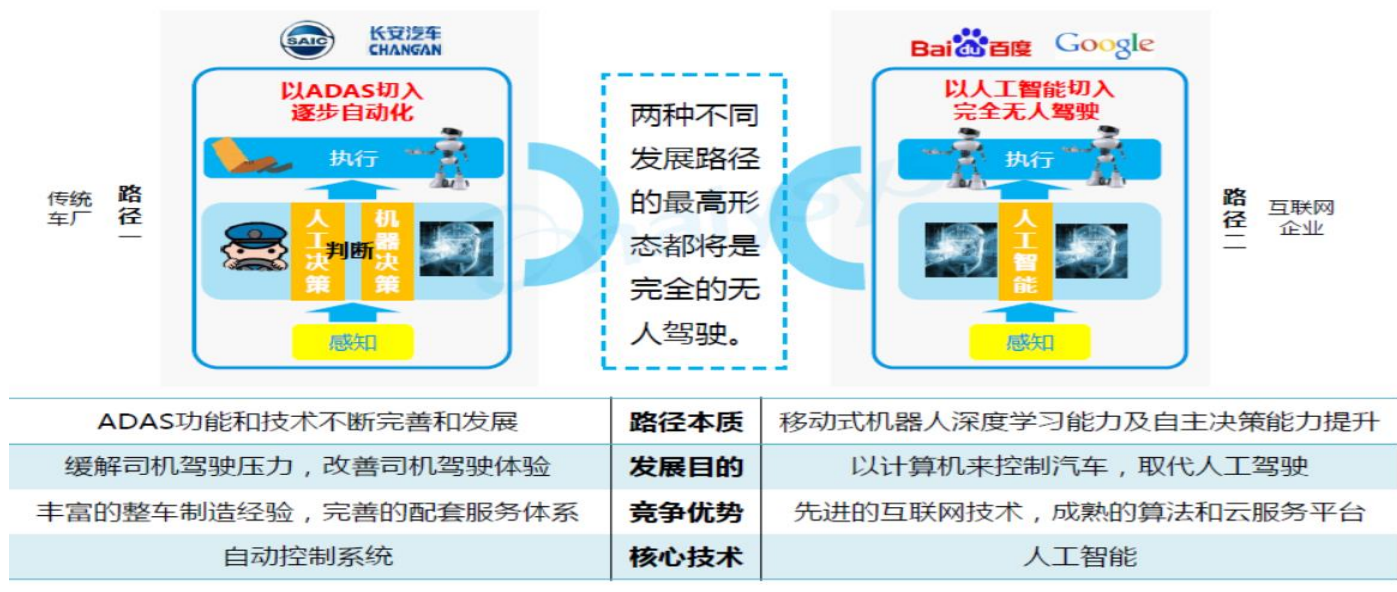 SAIC
长安汽车
CHANGAN
以ADAS切入
逐步自动化
执行
人工决策
判断
机器决策
感知
传统
车厂
路径一
两种不同
发展路径
的最高形
态都将是
完全的无
人驾驶。
Bai du 百度
Google
以人工智能切入
完全无人驾驶
执行
人工智能
感知
路径二
互联网
企业
ADAS功能和技术不断完善和发展 路径本质 移动式机器人深度学习能力及自主决策能力提升
缓解司机驾驶压力，改善司机驾驶体验 发展目的 以计算机来控制汽车，取代人工驾驶
丰富的整车制造经验，完善的配套服务体系 竞争优势 先进的互联网技术，成熟的算法和云服务平台
自动控制系统 核心技术 人工智能